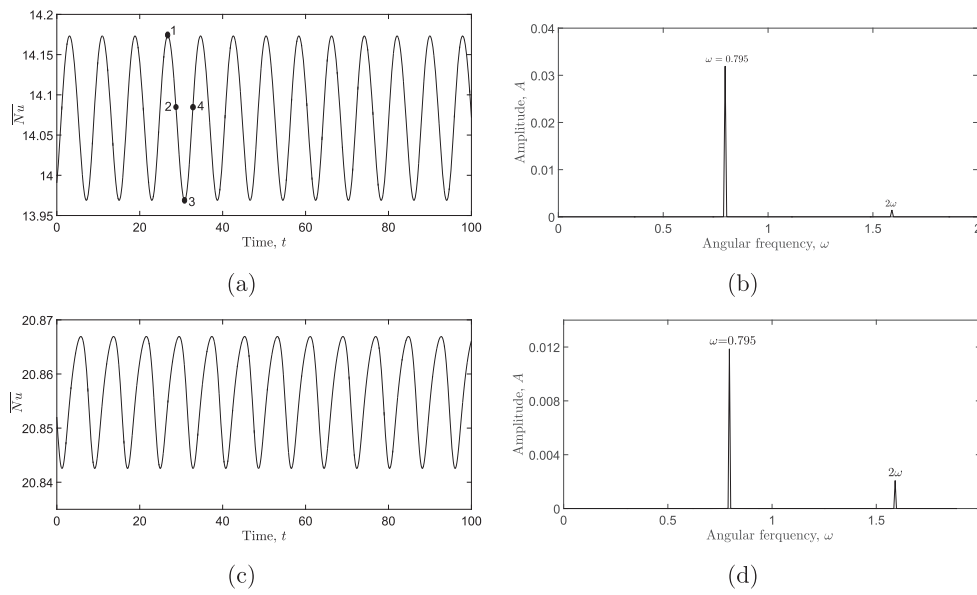 14.2
14.15
14.1
14.05
14
13.95
N̅u̅
1
2
4
3
0
20
40
60
80
100
Time, t
(a)
0.04
0.03
0.02
0.01
0
Amplitude, A
ω = 0.795
2ω
0
0.5
1
1.5
2
Angular frequency, ω
(b)
20.87
20.86
20.85
20.84
N̅u̅
0
20
40
60
80
100
Time, t
(c)
0.012
0.008
0.004
0
Amplitude, A
ω=0.795
2ω
0
0.5
1
1.5
Angular ferquency, ω
(d)